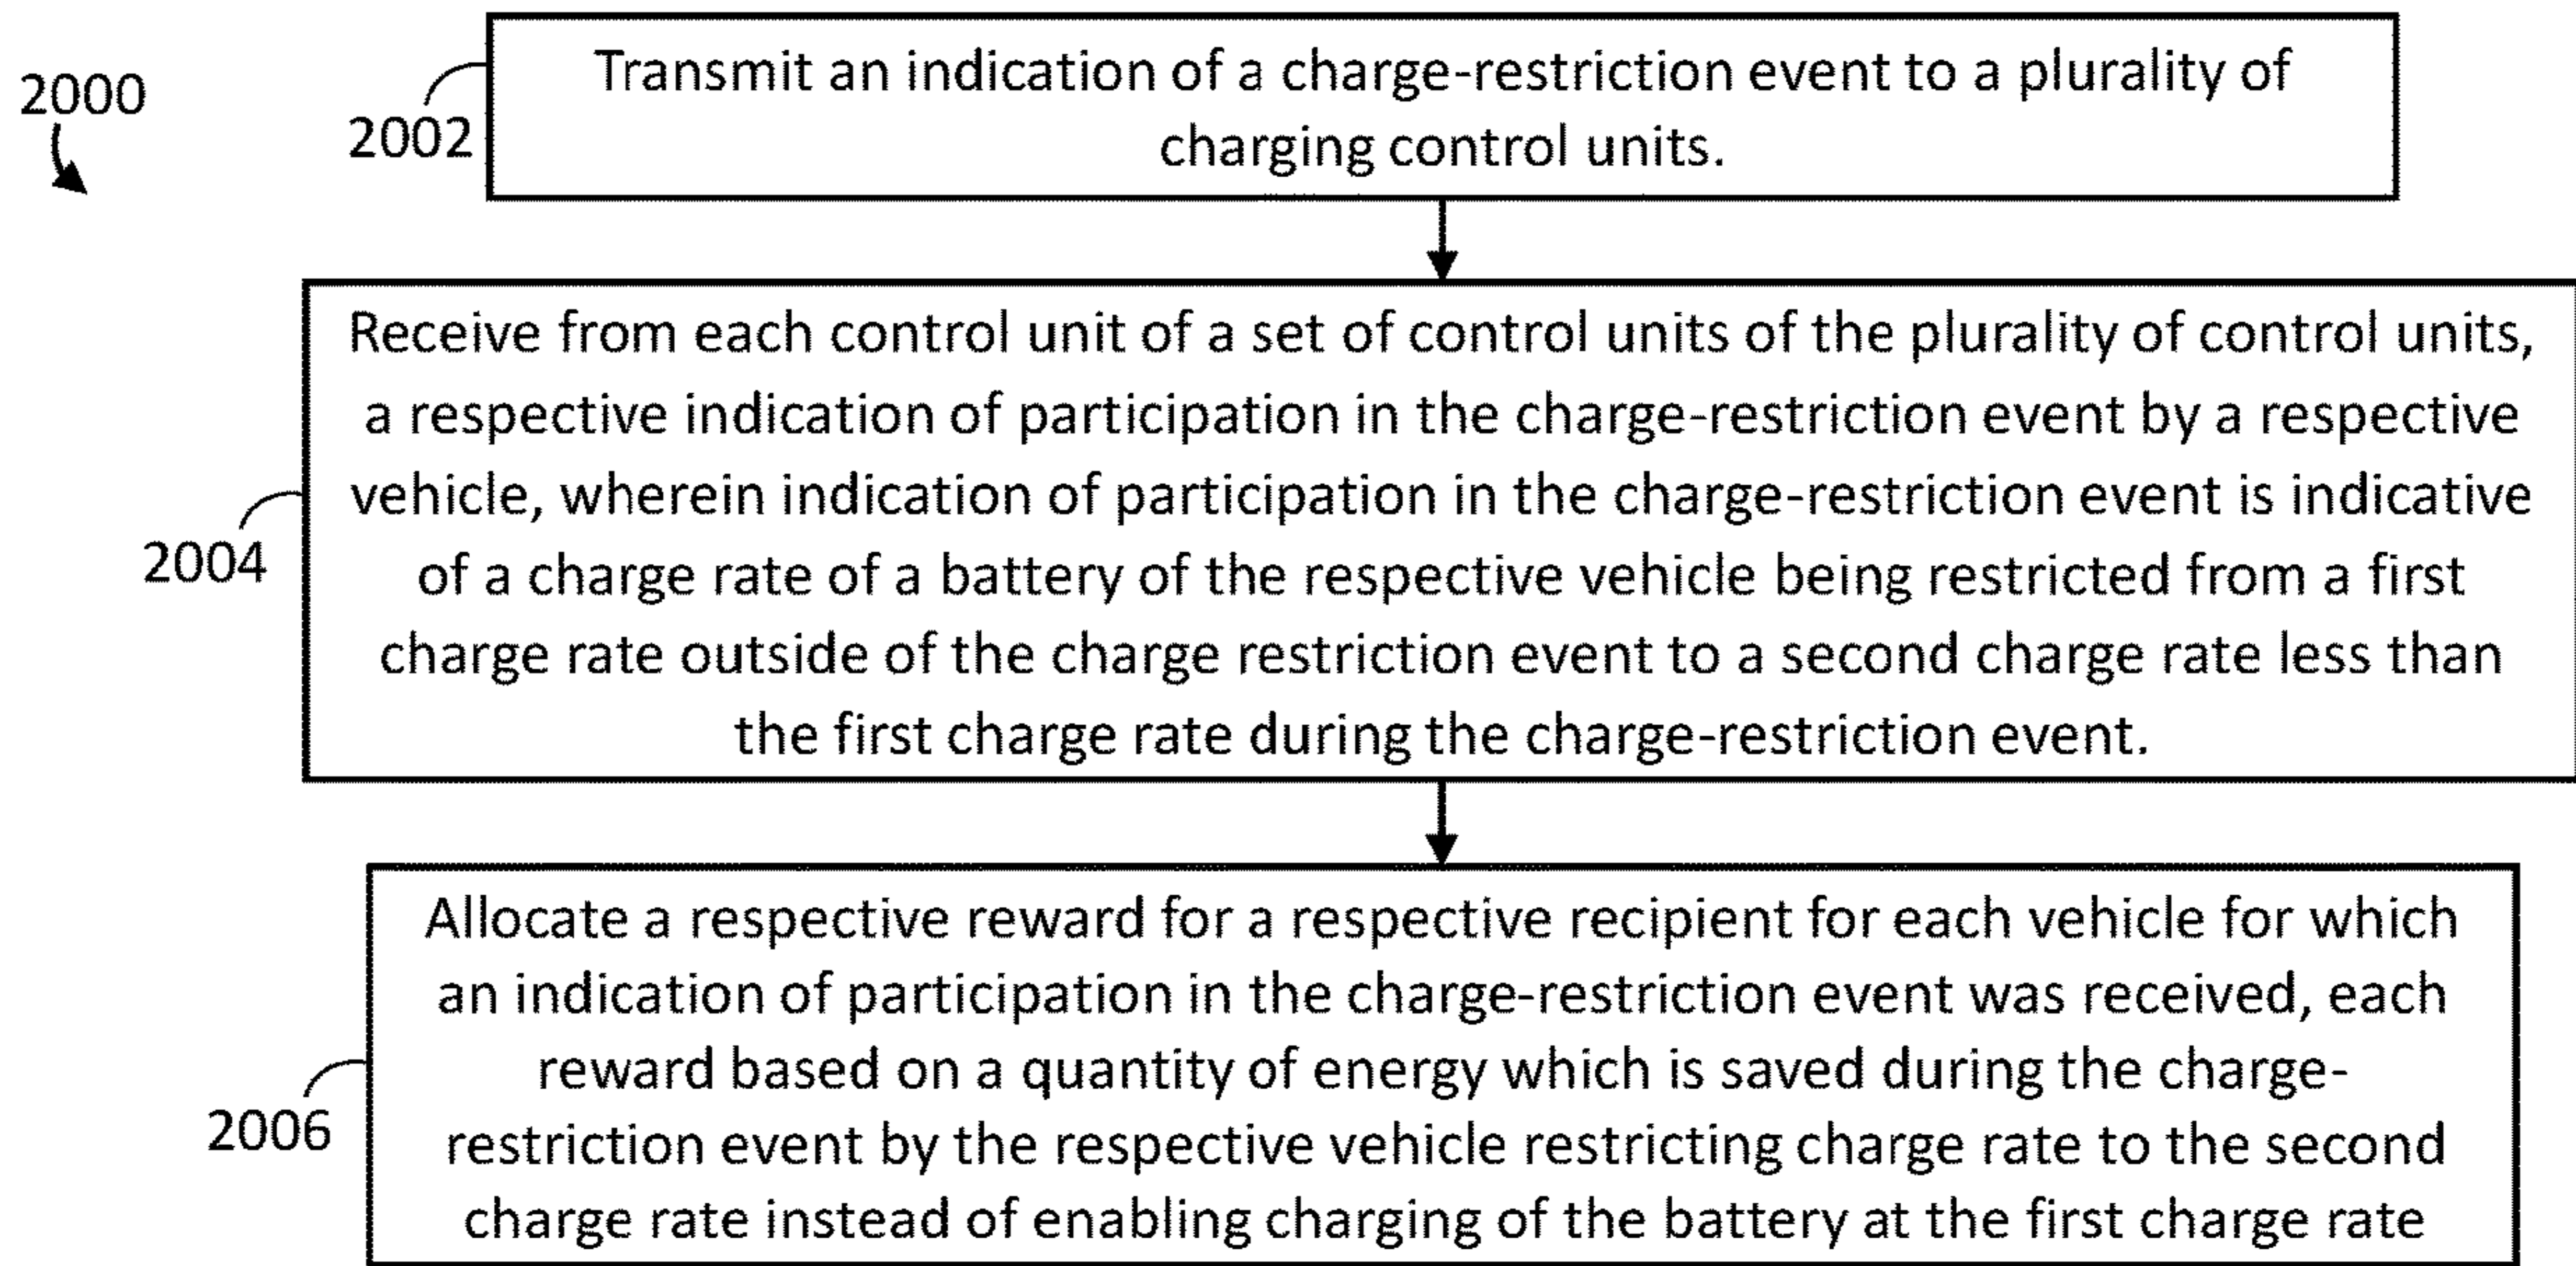 2000
2002
Transmit an indication of a charge-restriction event to a plurality of
charging control units.
2004
Receive from each control unit of a set of control units of the plurality of control units,
a respective indication of participation in the charge-restriction event by a respective
vehicle, wherein indication of participation in the charge-restriction event is indicative
of a charge rate of a battery of the respective vehicle being restricted from a first
charge rate outside of the charge restriction event to a second charge rate less than
the first charge rate during the charge-restriction event.
2006
Allocate a respective reward for a respective recipient for each vehicle for which
an indication of participation in the charge-restriction event was received, each
reward based on a quantity of energy which is saved during the charge-
restriction event by the respective vehicle restricting charge rate to the second
charge rate instead of enabling charging of the battery at the first charge rate